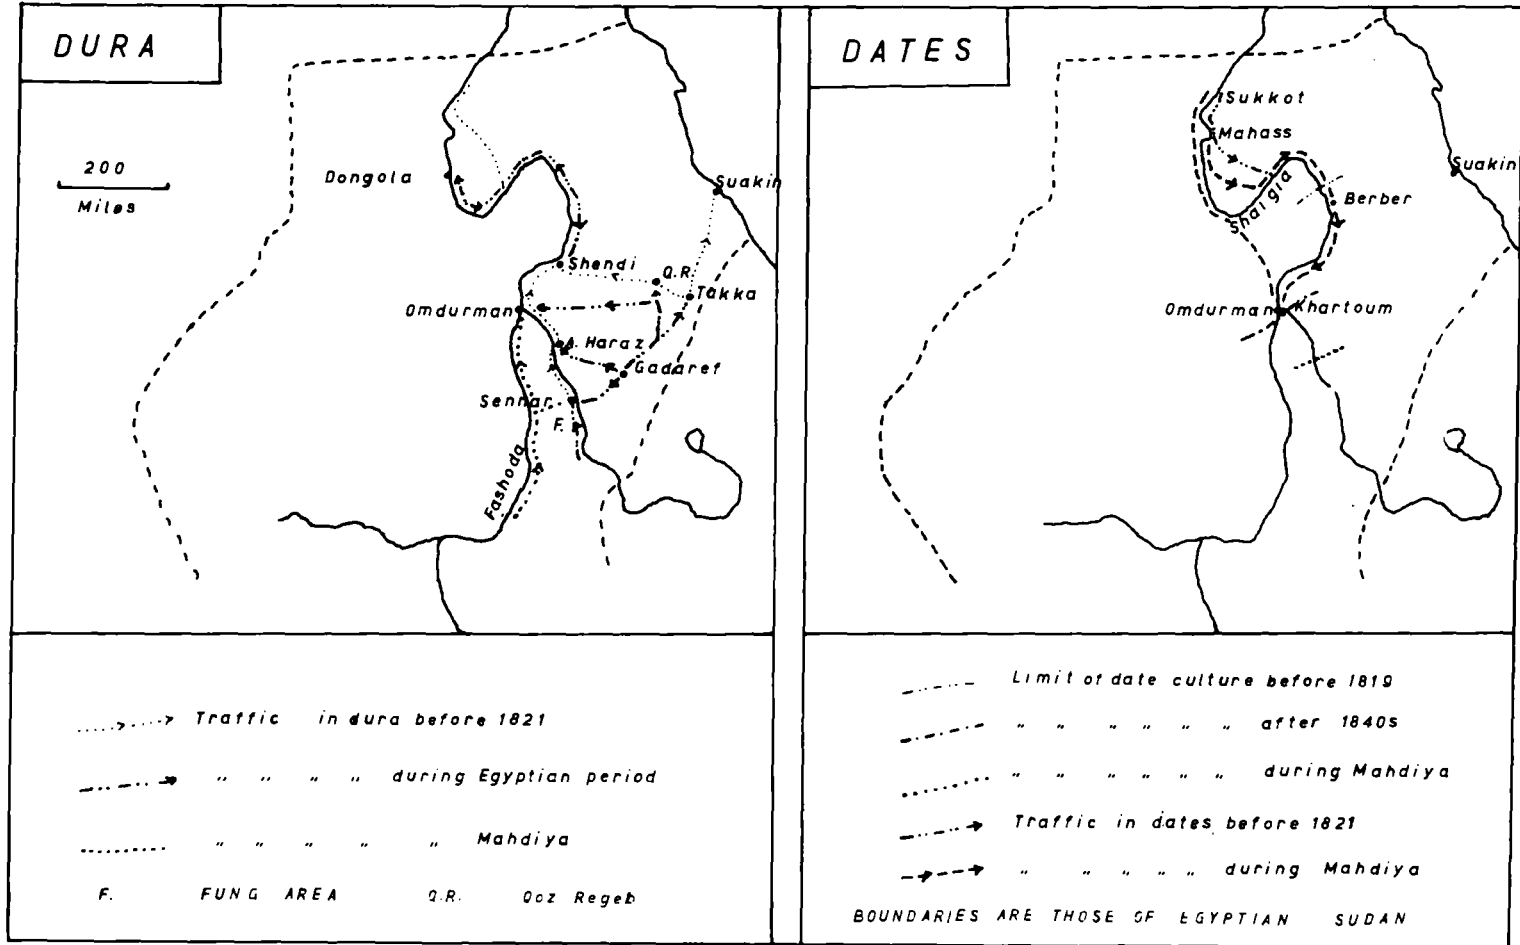 DURA
200
Miles
Dongola
Suakin
Shendi
Q.R
Takka
Omdurman
A. Haraz
Gadaref
Sennar
F.
Fashoda
Traffic in dura before 1821
" " " " during Egyptian period
" " " " " Mahdiya
F. FUNG AREA Q.R. Qoz Regeb
DATES
Sukkot
Mahass
Suakin
Shaigia
Berber
Omdurman
Khartoum
Limit of date culture before 1819
" " " " " " after 1840s
" " " " " " during Mahdiya
Traffic in dates before 1821
" " " " " during Mahdiya
BOUNDARIES ARE THOSE OF EGYPTIAN SUDAN